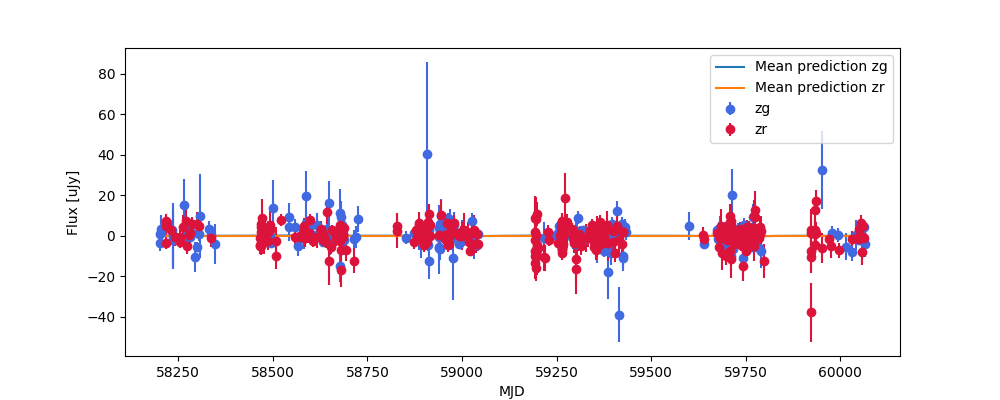 Flux [uJy]
80
60
40
20
0
−20
−40
58250
58500
58750
59000
59250
59500
59750
60000
MJD
Mean prediction zg
Mean prediction zr
zg
zr